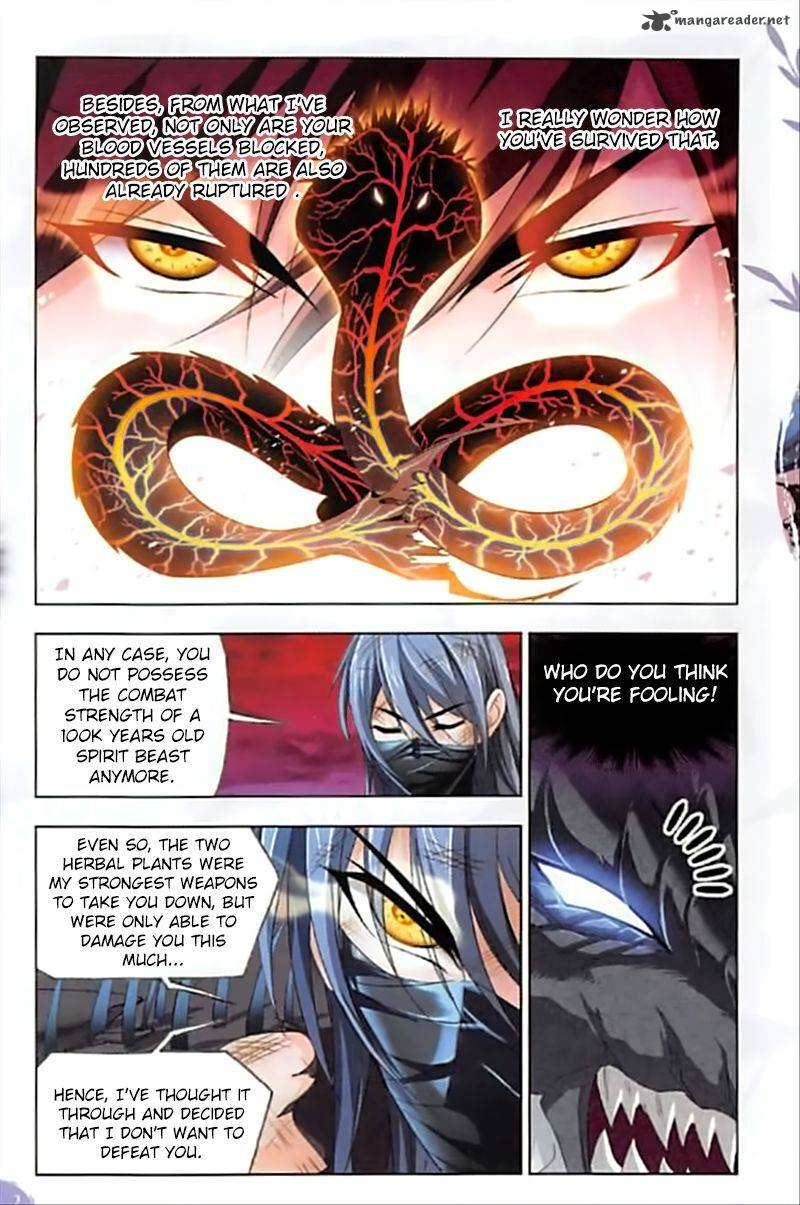 mangareader.net
BESIDES, FROM WHAT I'VE
OBSERVED, NOT ONLY ARE YOUR
BLOOD VESSELS BLOCKED,
HUNDREDS OF THEM ARE ALSO
ALREADY RUPTURED .
I REALLY WONDER HOW
YOU'VE SURVIVED THAT.
IN ANY CASE, YOU
DO NOT POSSESS
THE COMBAT
STRENGTH OF A
100K YEARS OLD
SPIRIT BEAST
ANYMORE.
WHO DO YOU THINK
YOU'RE FOOLING!
EVEN SO, THE TWO
HERBAL PLANTS WERE
MY STRONGEST WEAPONS
TO TAKE YOU DOWN, BUT
WERE ONLY ABLE TO
DAMAGE YOU THIS
MUCH...
HENCE, I'VE THOUGHT IT
THROUGH AND DECIDED
THAT I DON'T WANT TO
DEFEAT YOU.